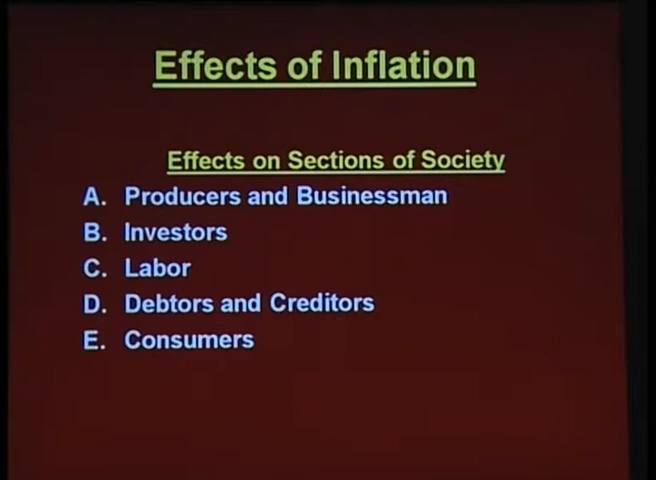 Effects of Inflation
Effects on Sections of Society
A. Producers and Businessman
B. Investors
C. Labor
D. Debtors and Creditors
E. Consumers